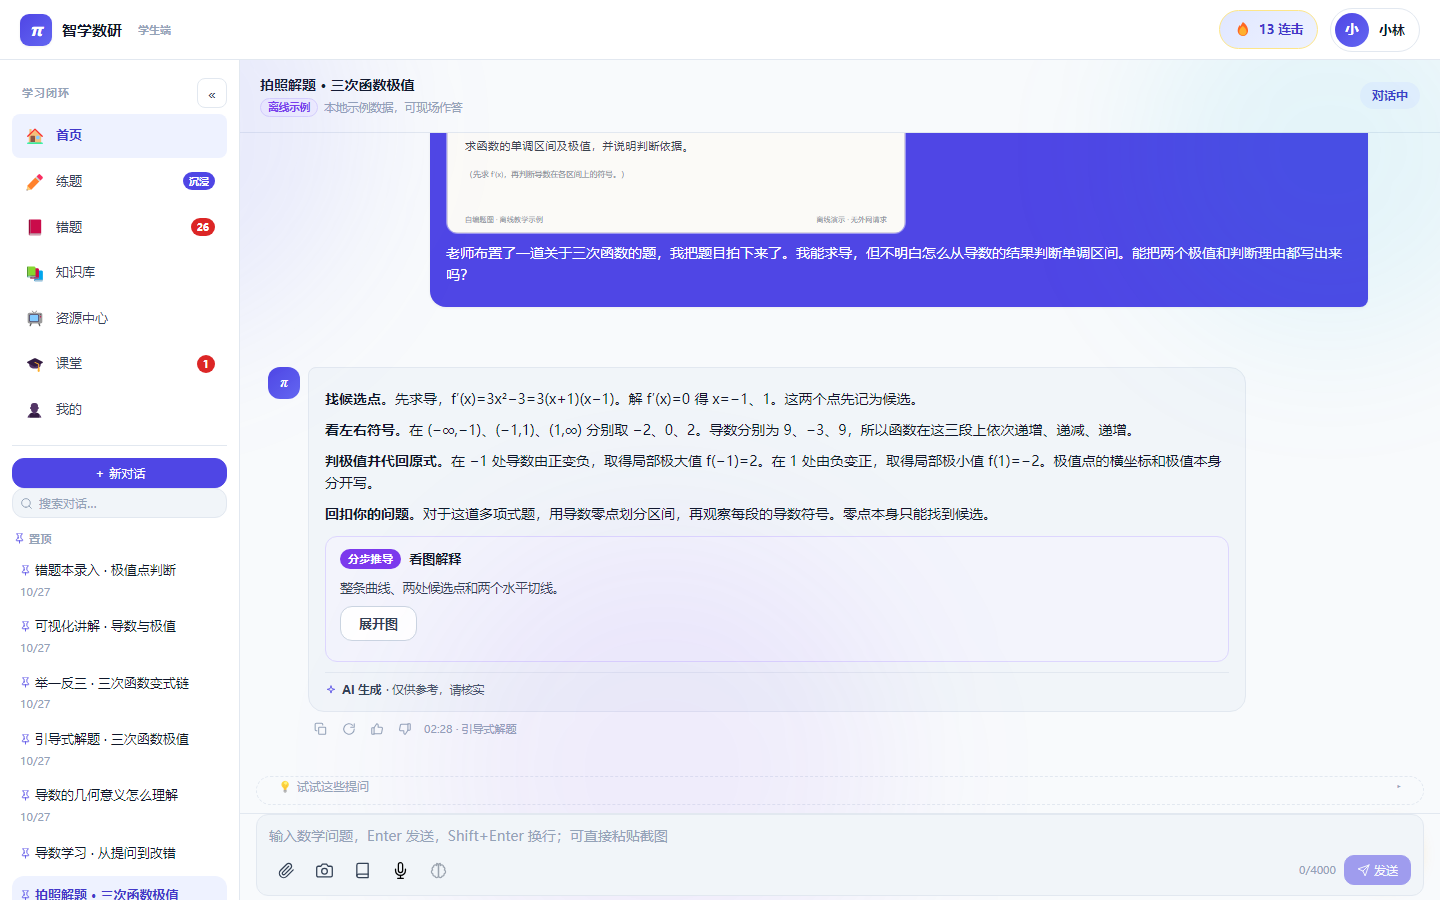 π 智学数研 学生端
13 连击
小 小林
学习闭环 «
首页
练题 沉浸
错题 26
知识库
资源中心
课堂 1
我的
+ 新对话
搜索对话...
置顶
错题本录入 · 极值点判断
10/27
可视化讲解 · 导数与极值
10/27
举一反三 · 三次函数变式链
10/27
引导式解题 · 三次函数极值
10/27
导数的几何意义怎么理解
10/27
导数学习 · 从提问到改错
拍照解题 • 三次函数极值
拍照解题 • 三次函数极值
离线示例 本地示例数据，可现场作答
对话中
求函数的单调区间及极值，并说明判断依据。
（先求 f′(x)，再判断导数在各区间上的符号。）
自编题图 · 离线教学示例 离线演示 · 无外网请求
老师布置了一道关于三次函数的题，我把题目拍下来了。我能求导，但不明白怎么从导数的结果判断单调区间。能把两个极值和判断理由都写出来
吗？
π
找候选点。先求导，f′(x)=3x²−3=3(x+1)(x−1)。解 f′(x)=0 得 x=−1、1。这两个点先记为候选。
看左右符号。在 (−∞,−1)、(−1,1)、(1,∞) 分别取 −2、0、2。导数分别为 9、−3、9，所以函数在这三段上依次递增、递减、递增。
判极值并代回原式。在 −1 处导数由正变负，取得局部极大值 f(−1)=2。在 1 处由负变正，取得局部极小值 f(1)=−2。极值点的横坐标和极值本身
分开写。
回扣你的问题。对于这道多项式题，用导数零点划分区间，再观察每段的导数符号。零点本身只能找到候选。
分步推导 看图解释
整条曲线、两处候选点和两个水平切线。
展开图
AI 生成 · 仅供参考，请核实
02:28 · 引导式解题
试试这些提问
输入数学问题，Enter 发送，Shift+Enter 换行；可直接粘贴截图
0/4000 发送